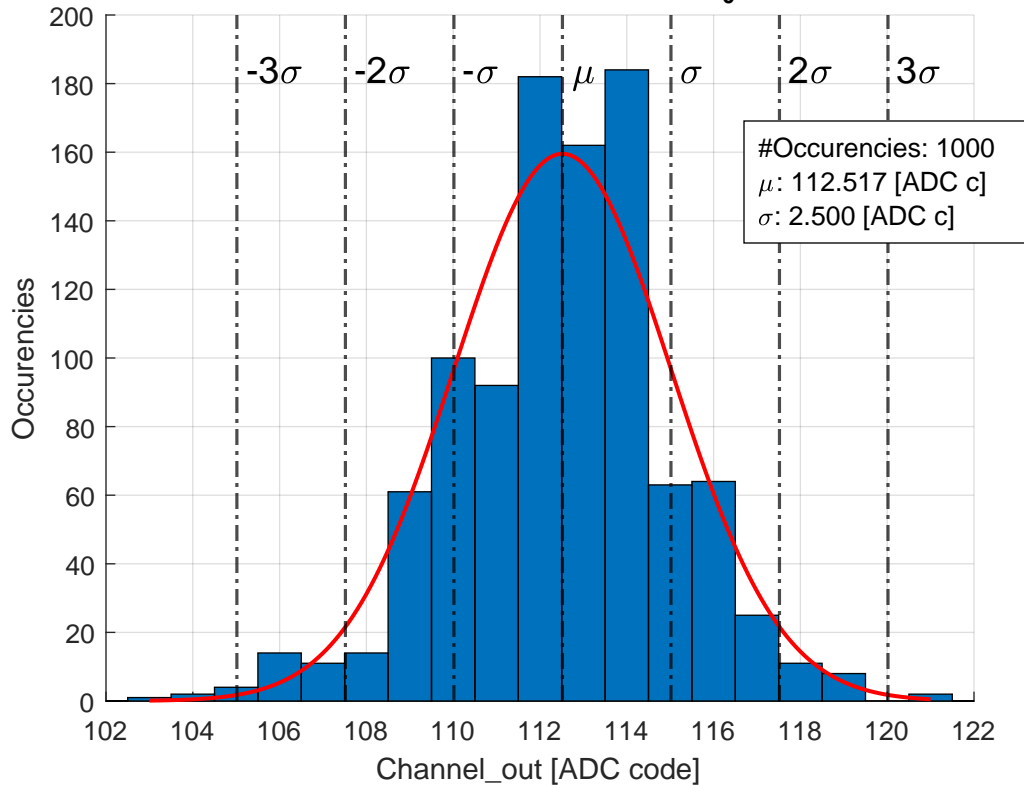 200
180
160
140
120
100
80
60
40
20
0
-3σ
-2σ
-σ
μ
σ
2σ
3σ
#Occurencies: 1000
μ: 112.517 [ADC c]
σ: 2.500 [ADC c]
Occurencies
102 104 106 108 110 112 114 116 118 120 122
Channel_out [ADC code]